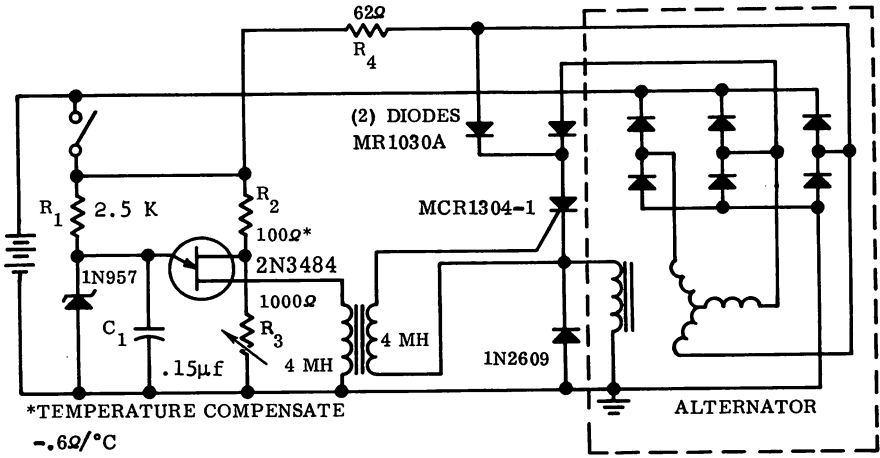 62Ω
R4
(2) DIODES
MR1030A
R1
2.5 K
R2
100Ω*
MCR1304-1
1N957
2N3484
1000Ω
C1
R3
4 MH
4 MH
1N2609
.15µf
*TEMPERATURE COMPENSATE
-.6Ω/°C
ALTERNATOR